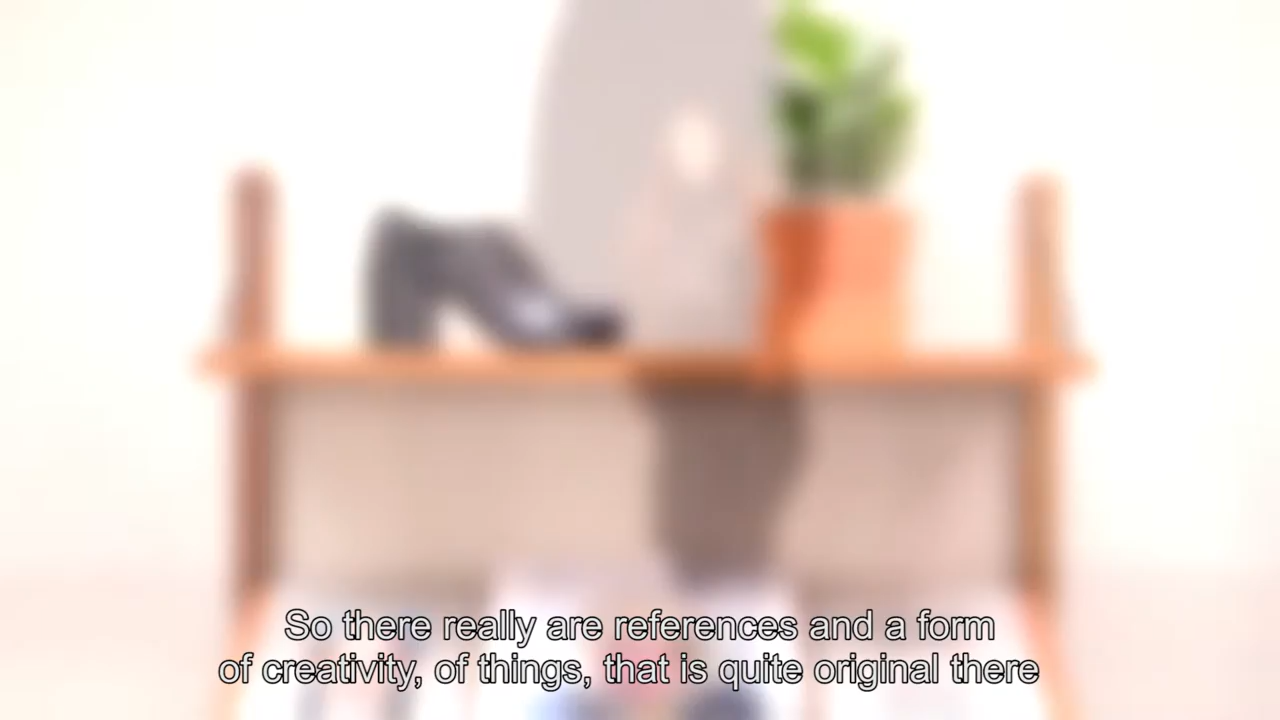 So there really are references and a form
of creativity, of things, that is quite original there